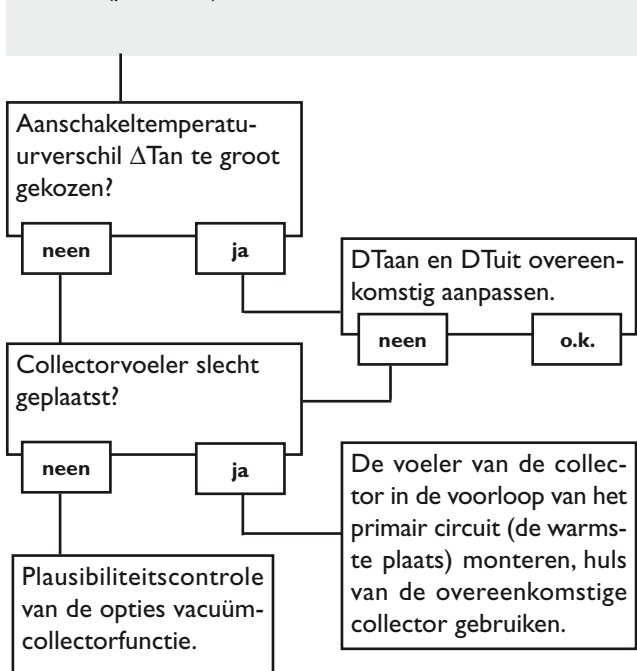 Aanschakeltemperatu-
urverschil ΔTan te groot
gekozen?
neen
ja
DTaan en DTuit overeen-
komstig aanpassen.
neen
o.k.
Collectorvoeler slecht
geplaatst?
neen
ja
De voeler van de collec-
tor in de voorloop van het
primair circuit (de warms-
te plaats) monteren, huls
van de overeenkomstige
collector gebruiken.
Plausibiliteitscontrole
van de opties vacuüm-
collectorfunctie.